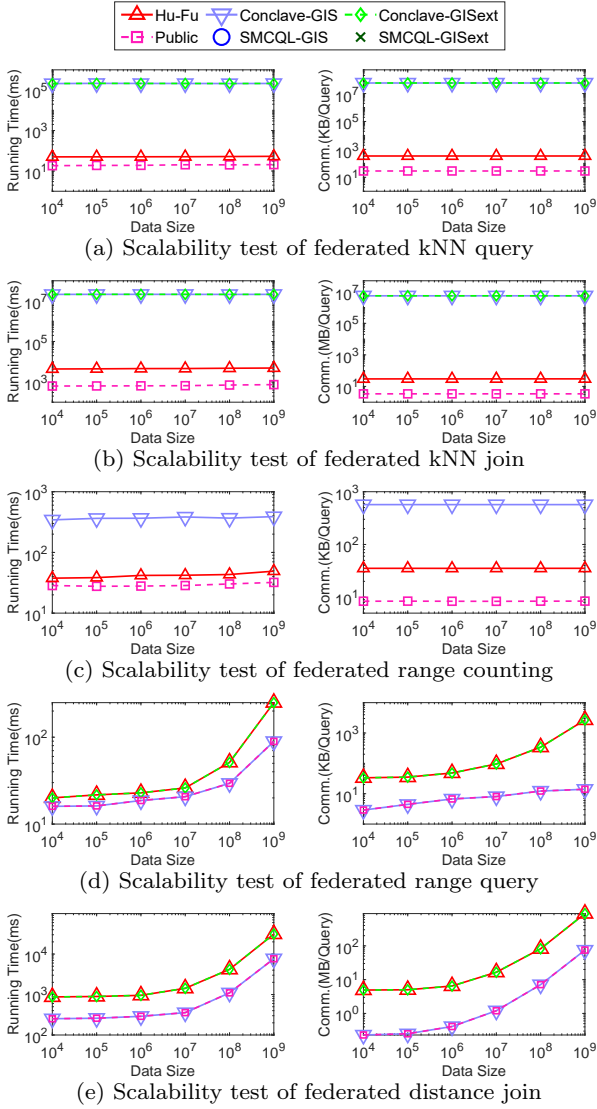 Hu-Fu Conclave-GIS Conclave-GISext
Public SMCQL-GIS SMCQL-GISext
Running Time(ms)
10^5
10^3
10^1
10^4 10^5 10^6 10^7 10^8 10^9
Data Size
Comm.(KB/Query)
10^7
10^5
10^3
10^1
10^4 10^5 10^6 10^7 10^8 10^9
Data Size
(a) Scalability test of federated kNN query
Running Time(ms)
10^7
10^5
10^3
10^4 10^5 10^6 10^7 10^8 10^9
Data Size
Comm.(MB/Query)
10^7
10^5
10^3
10^1
10^4 10^5 10^6 10^7 10^8 10^9
Data Size
(b) Scalability test of federated kNN join
Running Time(ms)
10^3
10^2
10^1
10^4 10^5 10^6 10^7 10^8 10^9
Data Size
Comm.(KB/Query)
10^3
10^2
10^1
10^4 10^5 10^6 10^7 10^8 10^9
Data Size
(c) Scalability test of federated range counting
Running Time(ms)
10^2
10^1
10^4 10^5 10^6 10^7 10^8 10^9
Data Size
Comm.(KB/Query)
10^3
10^1
10^4 10^5 10^6 10^7 10^8 10^9
Data Size
(d) Scalability test of federated range query
Running Time(ms)
10^4
10^3
10^2
10^4 10^5 10^6 10^7 10^8 10^9
Data Size
Comm.(MB/Query)
10^2
10^1
10^0
10^4 10^5 10^6 10^7 10^8 10^9
Data Size
(e) Scalability test of federated distance join